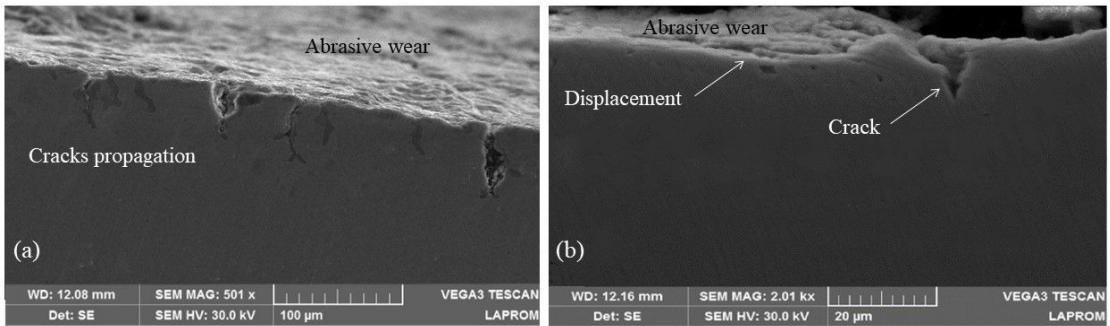 Abrasive wear
Cracks propagation
(a)
WD: 12.08 mm
SEM MAG: 501 x
VEGA3 TESCAN
Det: SE
SEM HV: 30.0 kV
100 µm
LAPROM
Abrasive wear
Displacement
Crack
(b)
WD: 12.16 mm
SEM MAG: 2.01 kx
VEGA3 TESCAN
Det: SE
SEM HV: 30.0 kV
20 µm
LAPROM